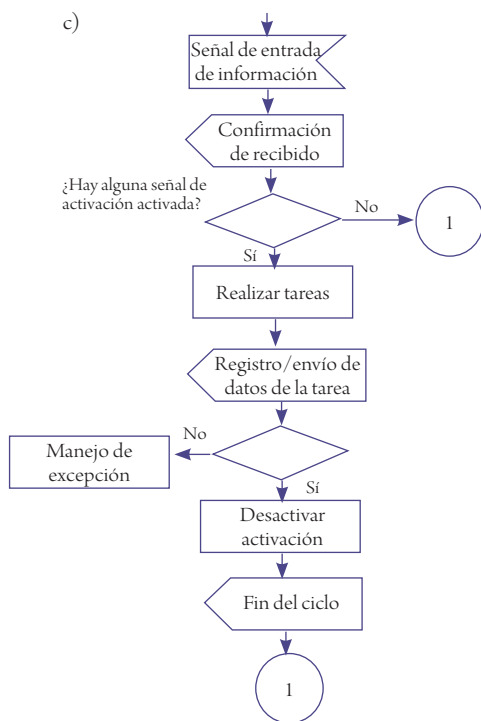 c)
Señal de entrada
de información
Confirmación
de recibido
¿Hay alguna señal de
activación activada?
No
1
Sí
Realizar tareas
Registro/envío de
datos de la tarea
No
Manejo de
excepción
Sí
Desactivar
activación
Fin del ciclo
1